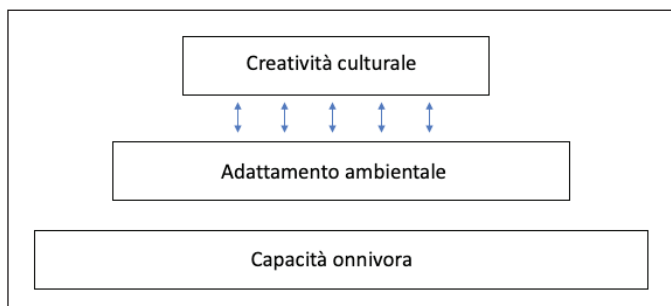 Creatività culturale
Adattamento ambientale
Capacità onnivora